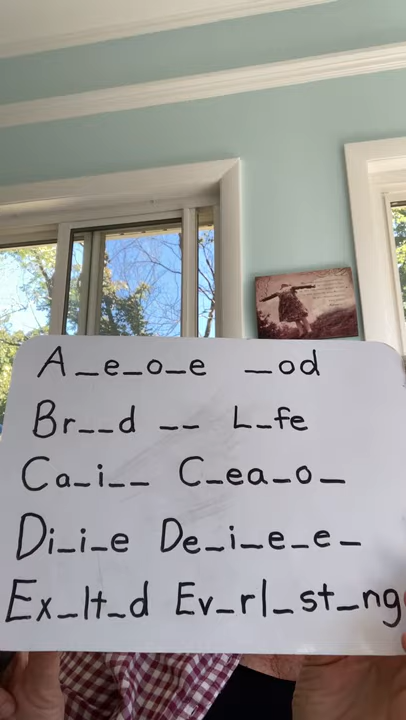 A_e_o_e _od
Br__d __ L_fe
Ca_i__ C_ea_o_
Di_i_e De_i_e_e_
Ex_lt_d Ev_rl_st_ng